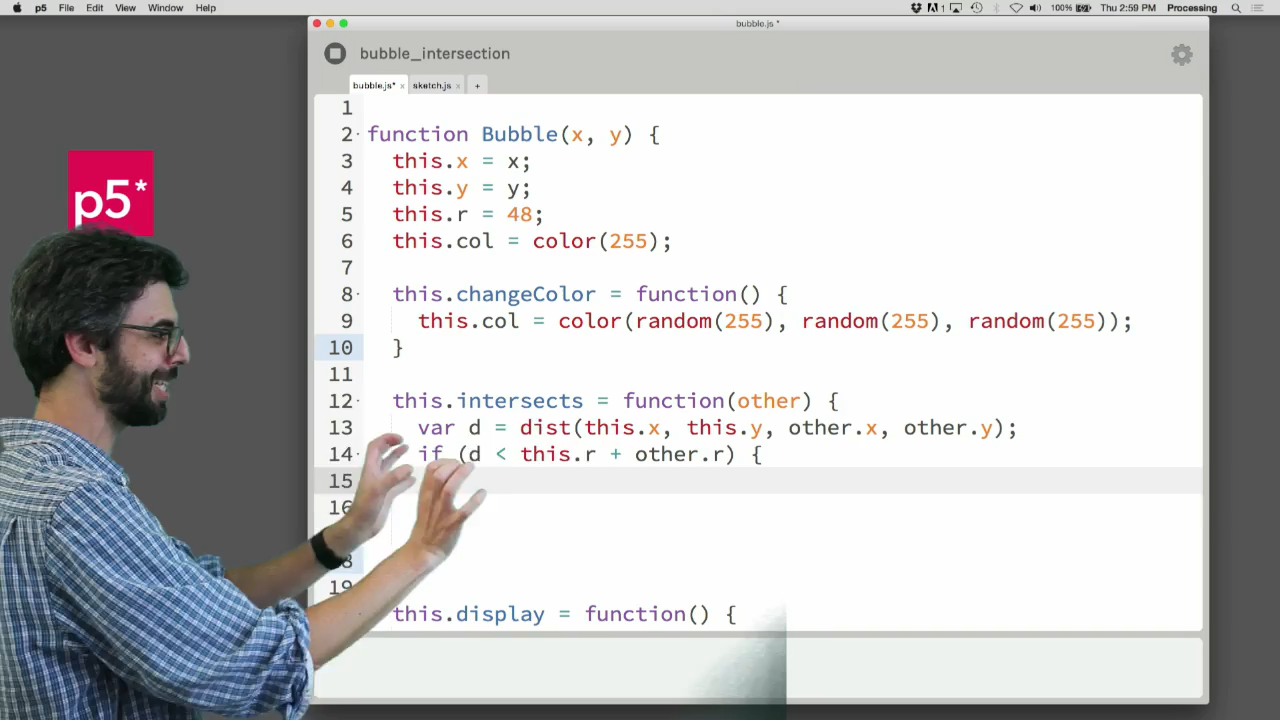 p5 File Edit View Window Help
1 100% Thu 2:59 PM Processing
bubble.js *
bubble_intersection
bubble.js* x sketch.js x +
p5*
1
2 function Bubble(x, y) {
3 this.x = x;
4 this.y = y;
5 this.r = 48;
6 this.col = color(255);
7
8 this.changeColor = function() {
9 this.col = color(random(255), random(255), random(255));
10 }
11
12 this.intersects = function(other) {
13 var d = dist(this.x, this.y, other.x, other.y);
14 if (d < this.r + other.r) {
15
16
19
this.display = function() {